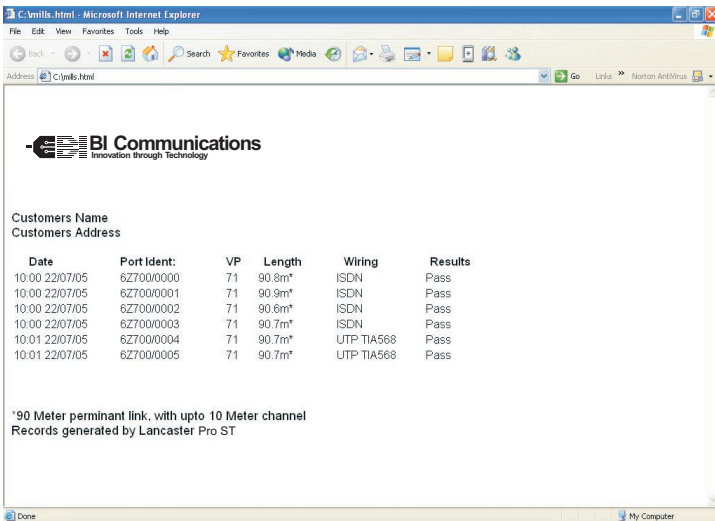 C:\mills.html - Microsoft Internet Explorer
File Edit View Favorites Tools Help
Back Search Favorites Media
Address C:\mills.html Go Links » Norton AntiVirus
BI Communications
Innovation through Technology
Customers Name
Customers Address
Date Port Ident: VP Length Wiring Results
10:00 22/07/05 6Z700/0000 71 90.8m* ISDN Pass
10:00 22/07/05 6Z700/0001 71 90.9m* ISDN Pass
10:00 22/07/05 6Z700/0002 71 90.6m* ISDN Pass
10:00 22/07/05 6Z700/0003 71 90.7m* ISDN Pass
10:01 22/07/05 6Z700/0004 71 90.7m* UTP TIA568 Pass
10:01 22/07/05 6Z700/0005 71 90.7m* UTP TIA568 Pass
*90 Meter perminant link, with upto 10 Meter channel
Records generated by Lancaster Pro ST
Done My Computer